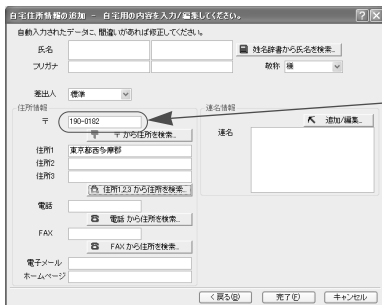 自宅住所情報の追加 - 自宅用の内容を入力/編集してください。
自動入力されたデータに、間違いがあれば修正してください。
氏名
姓名辞書から氏名を検索...
フリガナ
敬称 様
差出人 標準
住所情報
〒 190-0182
〒から住所を検索...
住所1 東京都西多摩郡
住所2
住所3
住所1,2,3 から住所を検索...
電話
電話 から住所を検索...
FAX
FAXから住所を検索...
電子メール
ホームページ
連名情報
追加/編集...
連名
< 戻る(B)
完了(F)
キャンセル